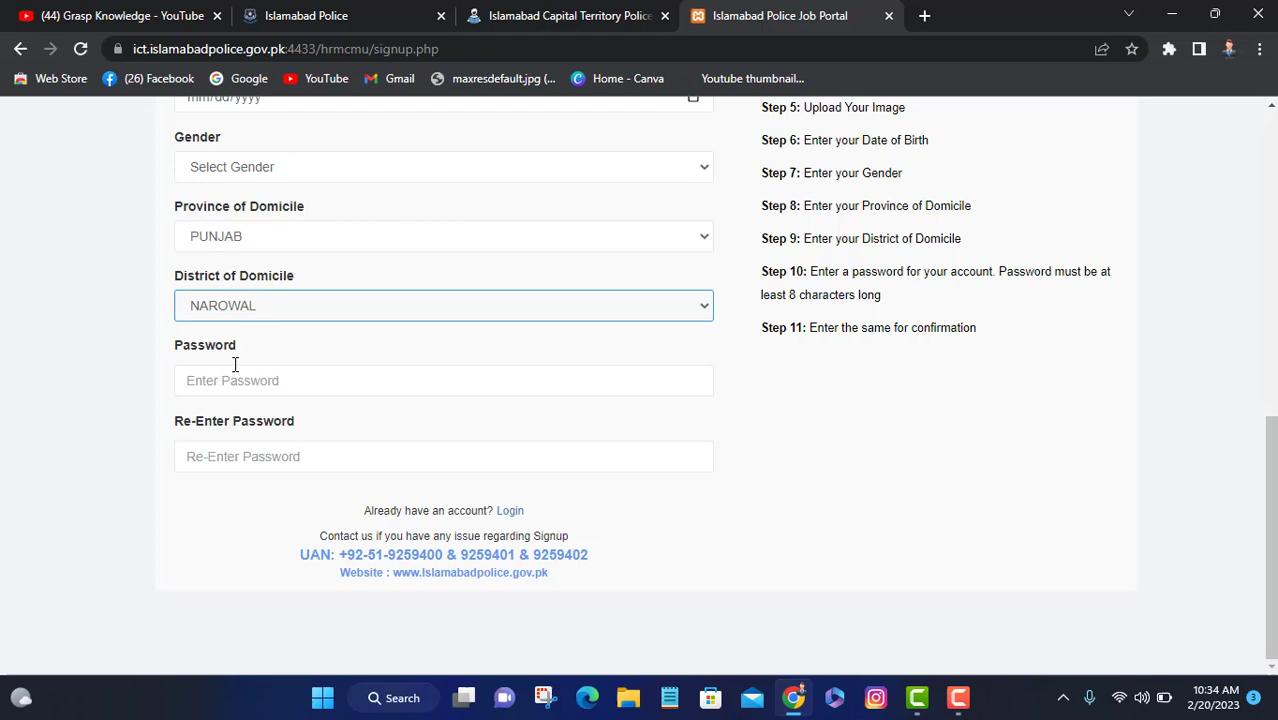 (44) Grasp Knowledge - YouTube
Islamabad Police
Islamabad Capital Territory Police
Islamabad Police Job Portal
ict.islamabadpolice.gov.pk:4433/hrmcmu/signup.php
Web Store
(32) Facebook
Google
YouTube
Gmail
maxresdefault.jpg (...
Home - Canva
Youtube thumbnail...
mm/dd/yyyy
Gender
Select Gender
Province of Domicile
PUNJAB
District of Domicile
NAROWAL
Password
Enter Password
Re-Enter Password
Re-Enter Password
Already have an account? Login
Contact us if you have any issue regarding Signup
UAN: +92-51-9259400 & 9259401 & 9259402
Website : www.Islamabadpolice.gov.pk
Step 5: Upload Your Image
Step 6: Enter your Date of Birth
Step 7: Enter your Gender
Step 8: Enter your Province of Domicile
Step 9: Enter your District of Domicile
Step 10: Enter a password for your account. Password must be at
least 8 characters long
Step 11: Enter the same for confirmation
Search
10:34 AM
2/20/2023
3